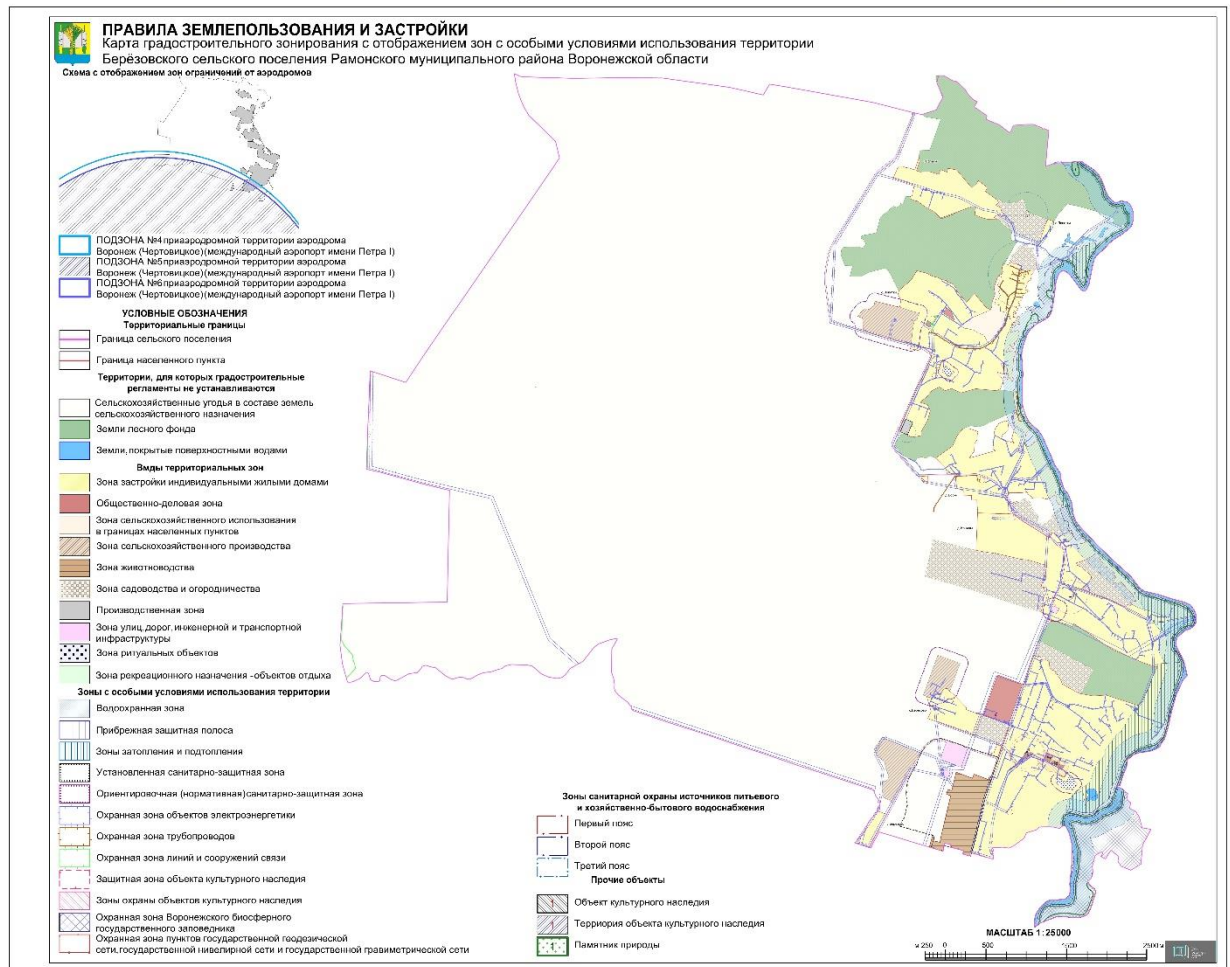 ПРАВИЛА ЗЕМЛЕПОЛЬЗОВАНИЯ И ЗАСТРОЙКИ
Карта градостроительного зонирования с отображением зон с особыми условиями использования территории
Берёзовского сельского поселения Рамонского муниципального района Воронежской области
Схема с отображением зон ограничений от аэродромов
ПОДЗОНА №4 приаэродромной территории аэродрома
Воронеж (Чертовицкое)(международный аэропорт имени Петра I)
ПОДЗОНА №5 приаэродромной территории аэродрома
Воронеж (Чертовицкое)(международный аэропорт имени Петра I)
ПОДЗОНА №6 приаэродромной территории аэродрома
Воронеж (Чертовицкое)(международный аэропорт имени Петра I)
УСЛОВНЫЕ ОБОЗНАЧЕНИЯ
Территориальные границы
Граница сельского поселения
Граница населенного пункта
Территории, для которых градостроительные
регламенты не устанавливаются
Сельскохозяйственные угодья в составе земель
сельскохозяйственного назначения
Земли лесного фонда
Земли, покрытые поверхностными водами
Виды территориальных зон
Зона застройки индивидуальными жилыми домами
Общественно-деловая зона
Зона сельскохозяйственного использования
в границах населенных пунктов
Зона сельскохозяйственного производства
Зона животноводства
Зона садоводства и огородничества
Производственная зона
Зона улиц, дорог, инженерной и транспортной
инфраструктуры
Зона ритуальных объектов
Зона рекреационного назначения - объектов отдыха
Зоны с особыми условиями использования территории
Водоохранная зона
Прибрежная защитная полоса
Зоны затопления и подтопления
Установленная санитарно-защитная зона
Ориентировочная (нормативная) санитарно-защитная зона
Охранная зона объектов электроэнергетики
Охранная зона трубопроводов
Охранная зона линий и сооружений связи
Защитная зона объекта культурного наследия
Зоны охраны объектов культурного наследия
Охранная зона Воронежского биосферного
государственного заповедника
Охранная зона пунктов государственной геодезической
сети, государственной нивелирной сети и государственной гравиметрической сети
Зоны санитарной охраны источников питьевого
и хозяйственно-бытового водоснабжения
Первый пояс
Второй пояс
Третий пояс
Прочие объекты
Объект культурного наследия
Территория объекта культурного наследия
Памятник природы
МАСШТАБ 1:25000
м 250 0 500 1500 2500 м